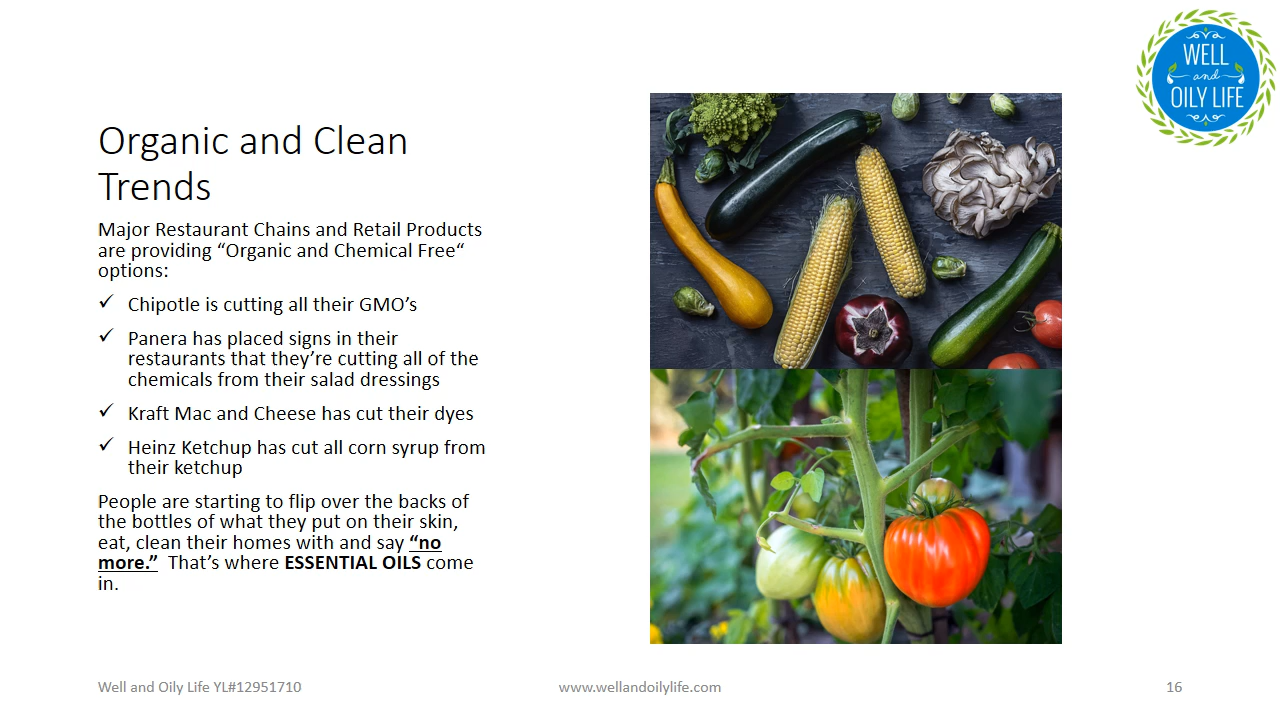 WELL
and
OILY LIFE
Organic and Clean
Trends
Major Restaurant Chains and Retail Products
are providing “Organic and Chemical Free“
options:
✓ Chipotle is cutting all their GMO’s
✓ Panera has placed signs in their
restaurants that they’re cutting all of the
chemicals from their salad dressings
✓ Kraft Mac and Cheese has cut their dyes
✓ Heinz Ketchup has cut all corn syrup from
their ketchup
People are starting to flip over the backs of
the bottles of what they put on their skin,
eat, clean their homes with and say “no
more.” That’s where ESSENTIAL OILS come
in.
Well and Oily Life YL#12951710
www.wellandoilylife.com
16